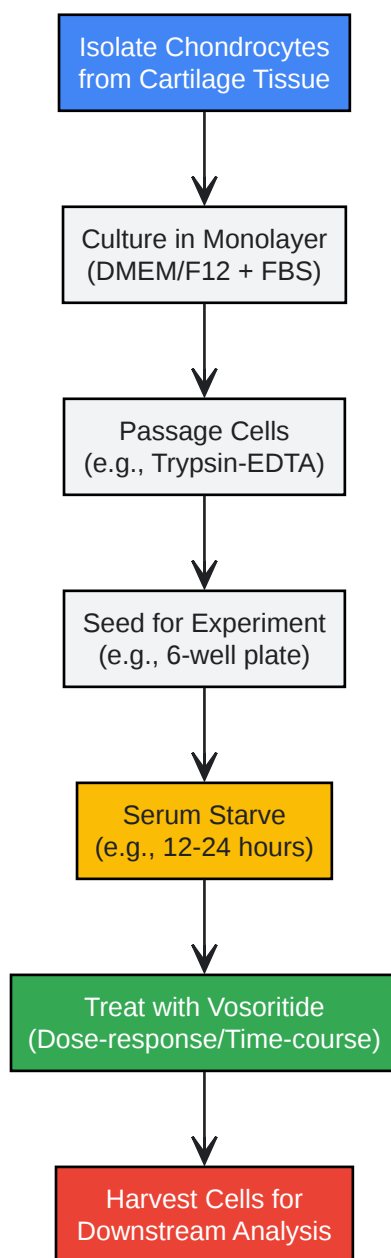 Isolate Chondrocytes
from Cartilage Tissue
Culture in Monolayer
(DMEM/F12 + FBS)
Passage Cells
(e.g., Trypsin-EDTA)
Seed for Experiment
(e.g., 6-well plate)
Serum Starve
(e.g., 12-24 hours)
Treat with Vosoritide
(Dose-response/Time-course)
Harvest Cells for
Downstream Analysis